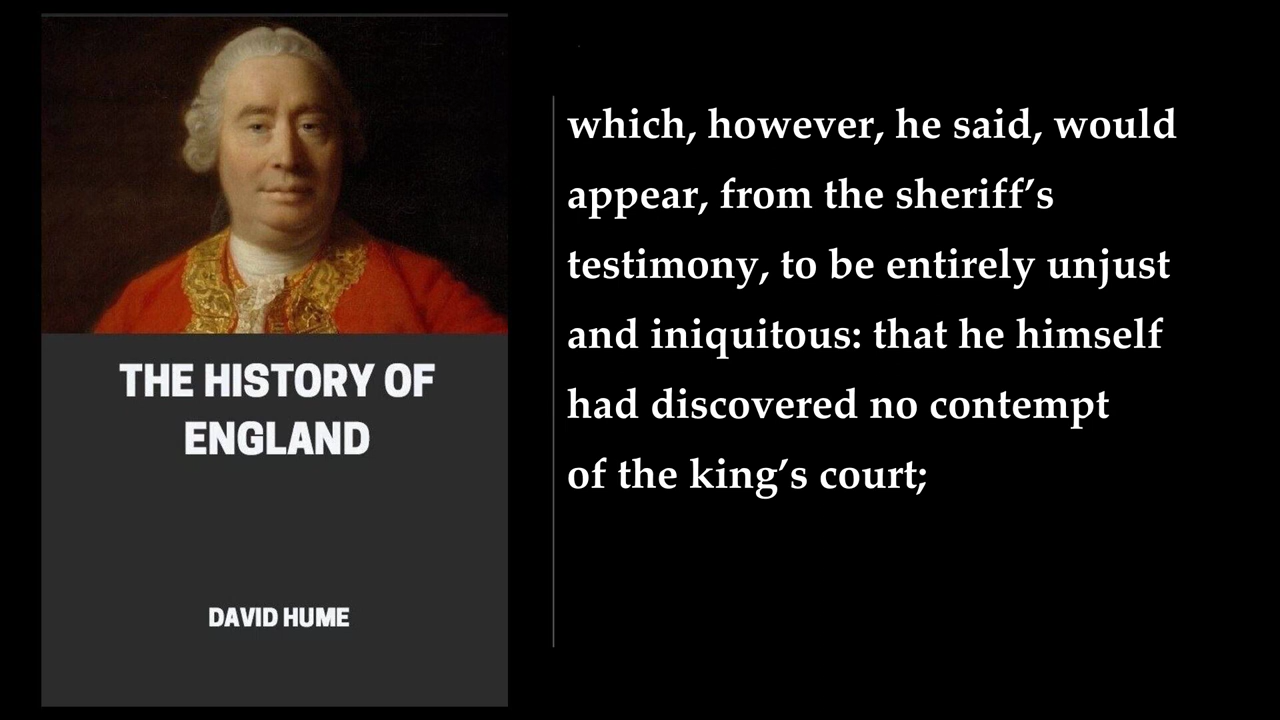 THE HISTORY OF
ENGLAND
DAVID HUME
which, however, he said, would
appear, from the sheriff’s
testimony, to be entirely unjust
and iniquitous: that he himself
had discovered no contempt
of the king’s court;